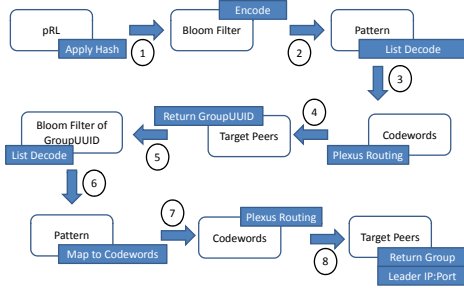 pRL
Apply Hash
1
Encode
Bloom Filter
2
Pattern
List Decode
3
Codewords
Plexus Routing
4
Return GroupUUID
Target Peers
5
Bloom Filter of
GroupUUID
List Decode
6
Pattern
Map to Codewords
7
Plexus Routing
Codewords
8
Target Peers
Return Group
Leader IP:Port